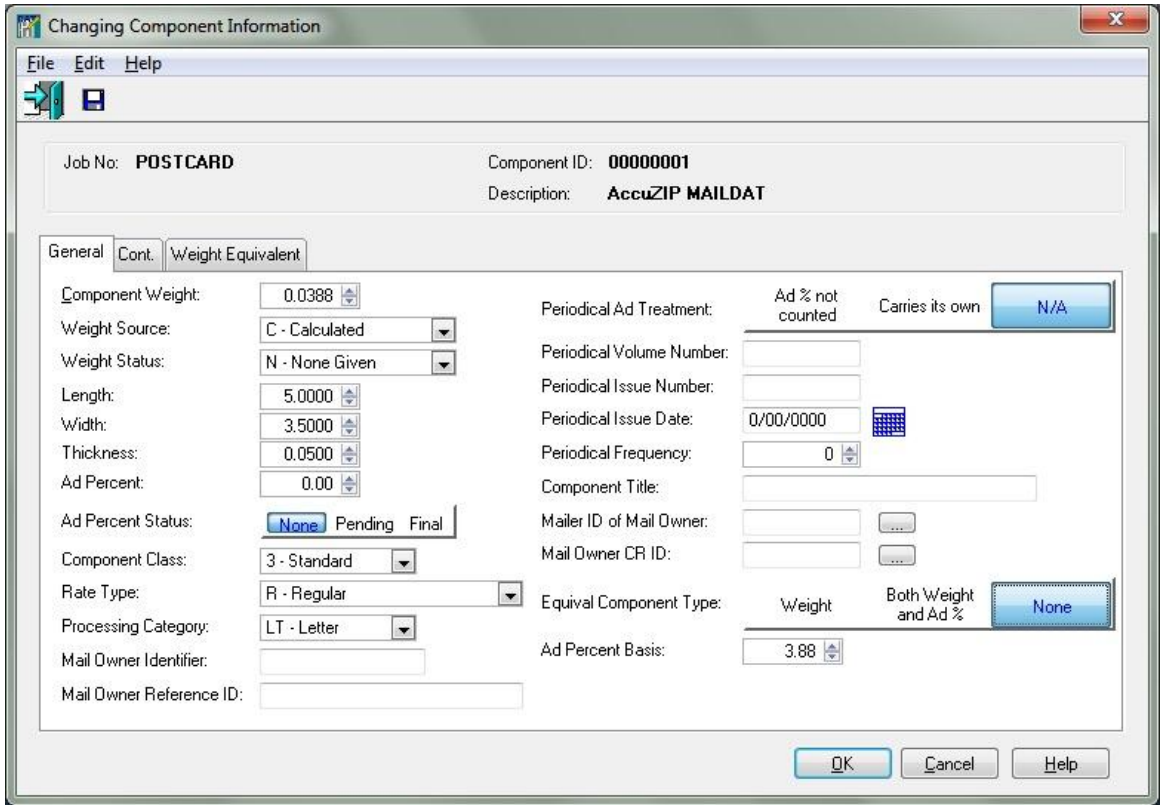 Changing Component Information
File Edit Help
Job No: POSTCARD
Component ID: 00000001
Description: AccuZIP MAILDAT
General Cont. Weight Equivalent
Component Weight: 0.0388
Weight Source: C - Calculated
Weight Status: N - None Given
Length: 5.0000
Width: 3.5000
Thickness: 0.0500
Ad Percent: 0.00
Ad Percent Status: None Pending Final
Component Class: 3 - Standard
Rate Type: R - Regular
Processing Category: LT - Letter
Mail Owner Identifier:
Mail Owner Reference ID:
Periodical Ad Treatment: Ad % not counted Carries its own N/A
Periodical Volume Number:
Periodical Issue Number:
Periodical Issue Date: 0/00/0000
Periodical Frequency: 0
Component Title:
Mailer ID of Mail Owner: ...
Mail Owner CR ID: ...
Equival Component Type: Weight Both Weight and Ad % None
Ad Percent Basis: 3.88
OK Cancel Help